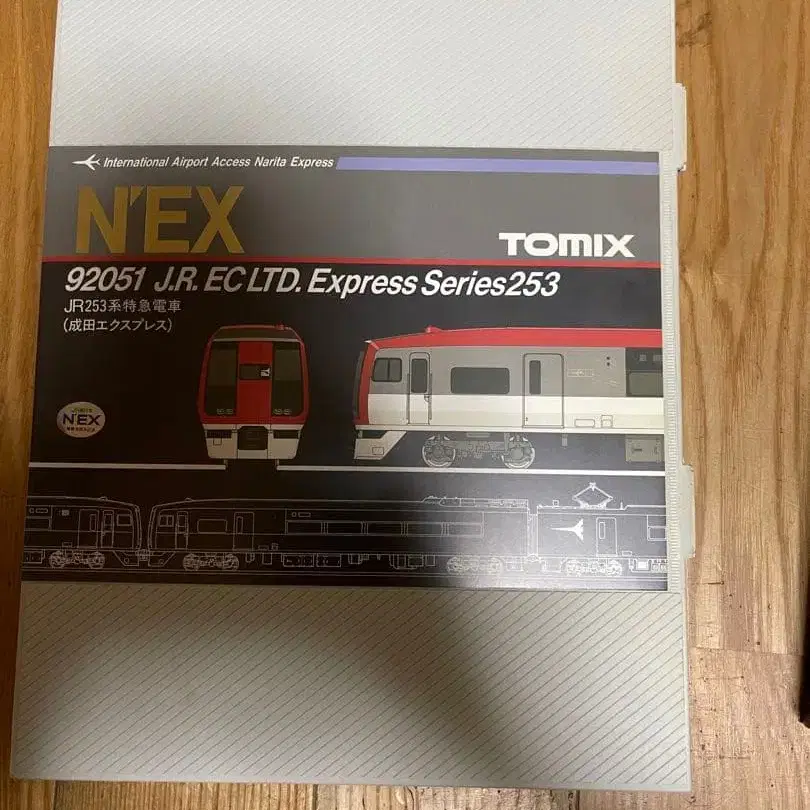 International Airport Access Narita Express
N'EX
TOMIX
92051 J.R. EC LTD. Express Series253
JR253系特急電車
(成田エクスプレス)
N'EX